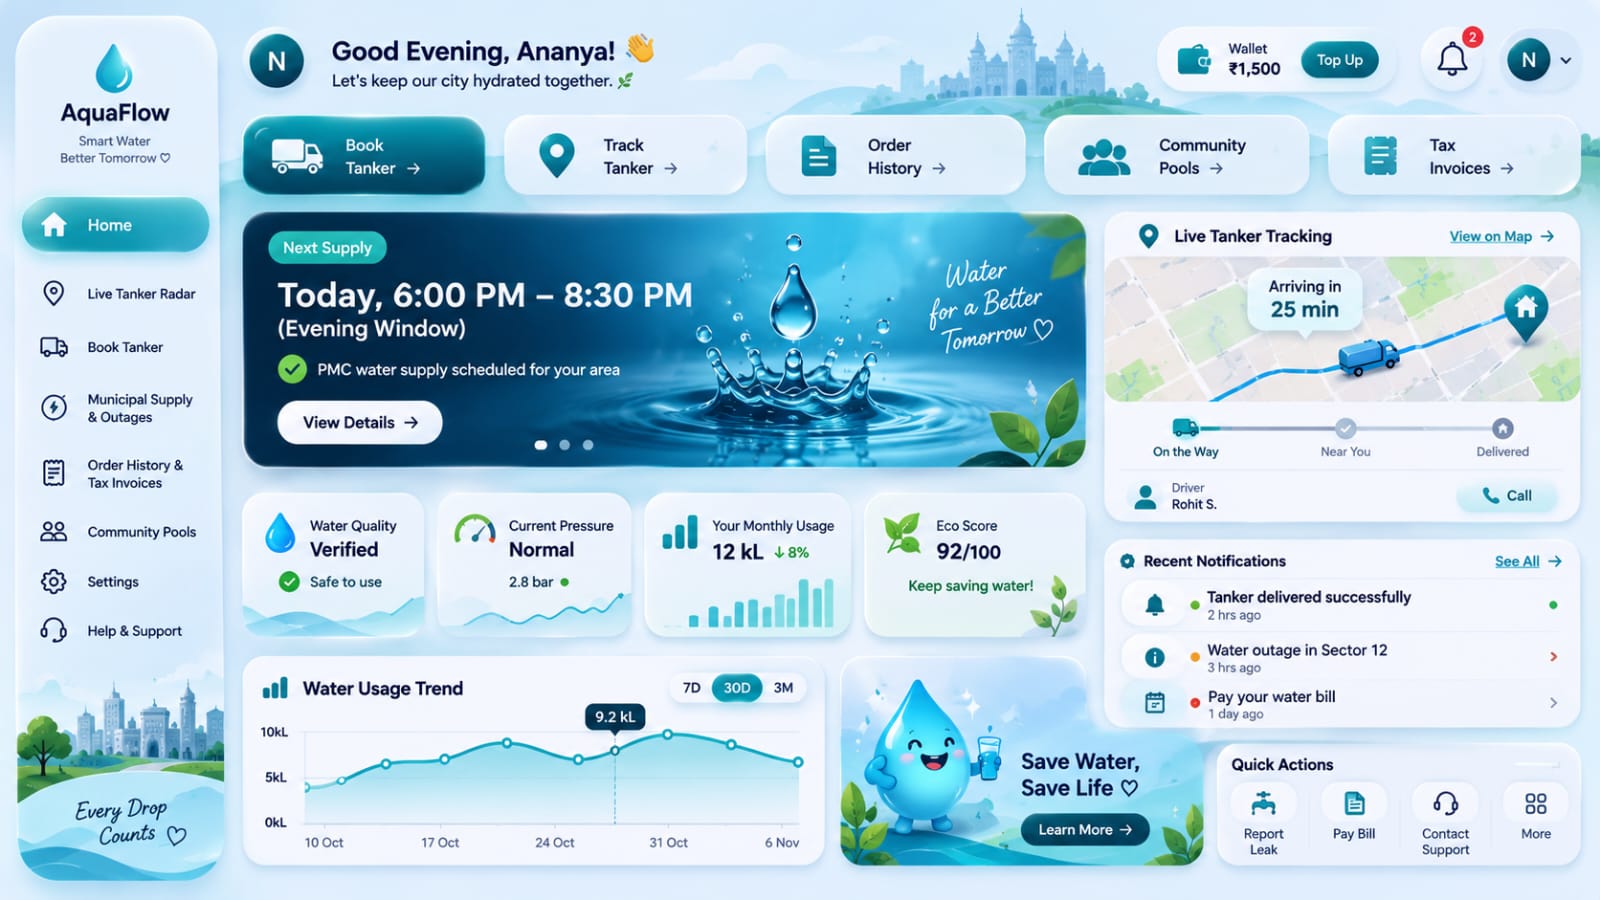 AquaFlow
Smart Water
Better Tomorrow ♡
Home
Live Tanker Radar
Book Tanker
Municipal Supply
& Outages
Order History &
Tax Invoices
Community Pools
Settings
Help & Support
Every Drop
Counts ♡
N
Good Evening, Ananya! 👋
Let's keep our city hydrated together. 🌿
Wallet
₹1,500
Top Up
2
N
Book
Tanker →
Track
Tanker →
Order
History →
Community
Pools →
Tax
Invoices →
Next Supply
Today, 6:00 PM – 8:30 PM
(Evening Window)
PMC water supply scheduled for your area
View Details →
Water
for a Better
Tomorrow ♡
Live Tanker Tracking
View on Map →
Arriving in
25 min
On the Way
Near You
Delivered
Driver
Rohit S.
Call
Water Quality
Verified
Safe to use
Current Pressure
Normal
2.8 bar
Your Monthly Usage
12 kL ↓ 8%
Eco Score
92/100
Keep saving water!
Recent Notifications
See All →
Tanker delivered successfully
2 hrs ago
Water outage in Sector 12
3 hrs ago
Pay your water bill
1 day ago
Water Usage Trend
7D 30D 3M
9.2 kL
10kL
5kL
0kL
10 Oct 17 Oct 24 Oct 31 Oct 6 Nov
Save Water,
Save Life ♡
Learn More →
Quick Actions
Report
Leak
Pay Bill
Contact
Support
More